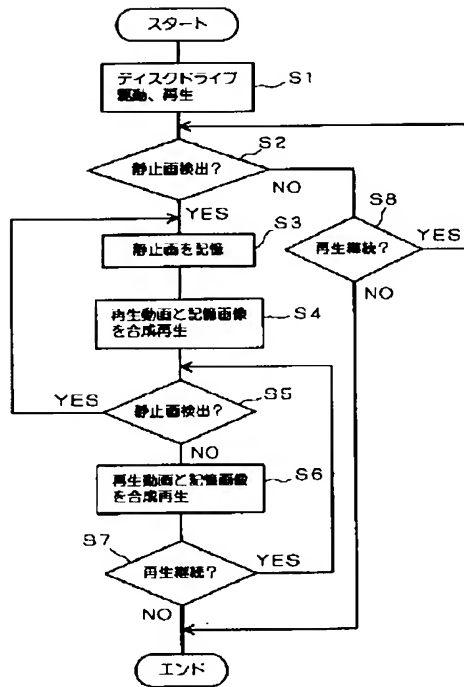 スタート
ディスクドライブ
駆動、再生
S1
静止画検出?
S2
NO
YES
静止画を記憶
S3
再生継続?
S8
YES
NO
再生動画と記憶画像
を合成再生
S4
静止画検出?
S5
YES
NO
再生動画と記憶画像
を合成再生
S6
S7
再生継続?
YES
NO
エンド